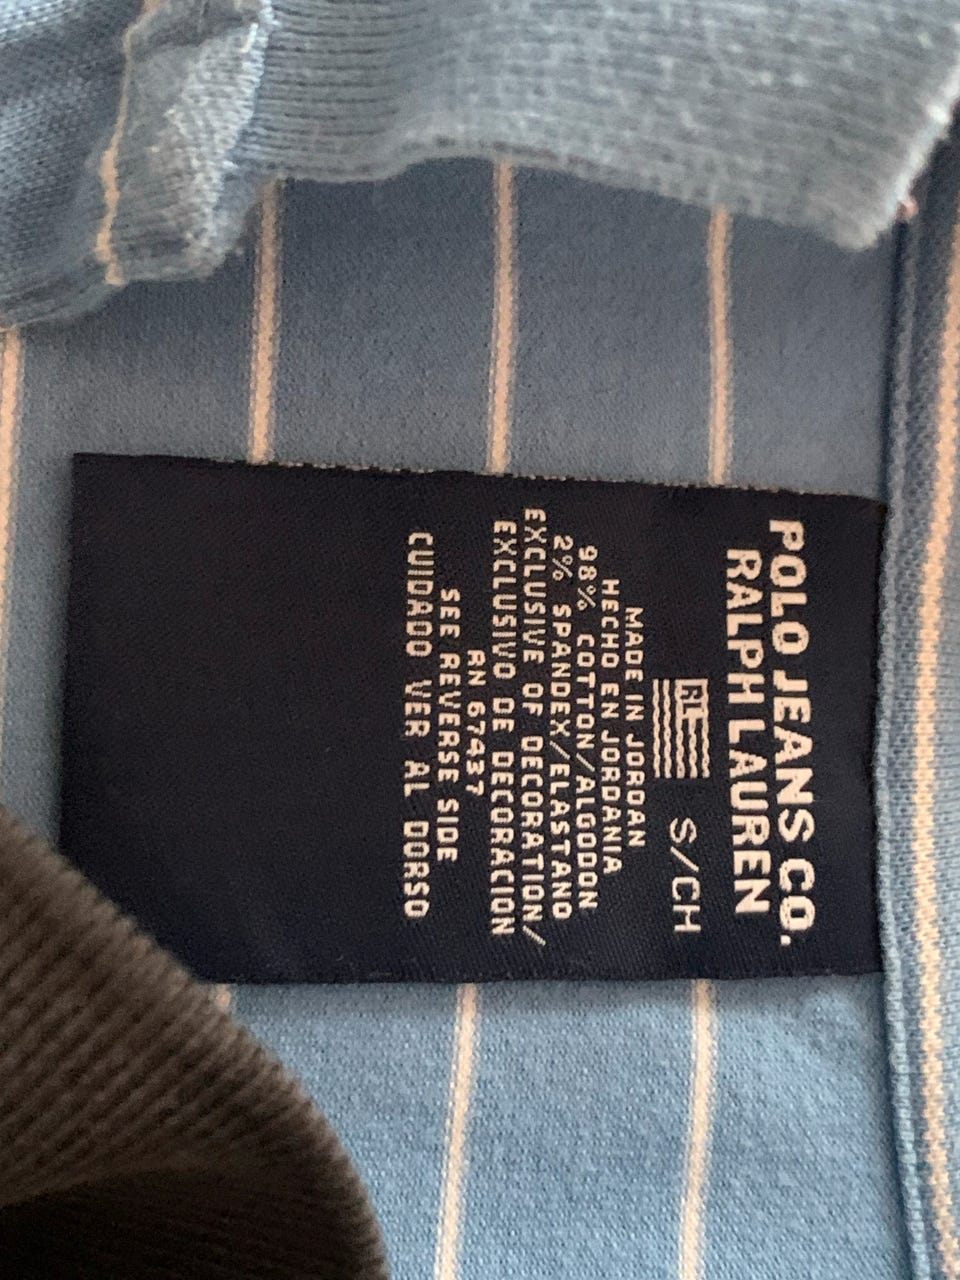 POLO JEANS CO.
RALPH LAUREN
RL S/CH
MADE IN JORDAN
HECHO EN JORDANIA
98% COTTON/ALGODON
2% SPANDEX/ELASTANO
EXCLUSIVE OF DECORATION/
EXCLUSIVO DE DECORACION
RN 67437
SEE REVERSE SIDE
CUIDADO VER AL DORSO